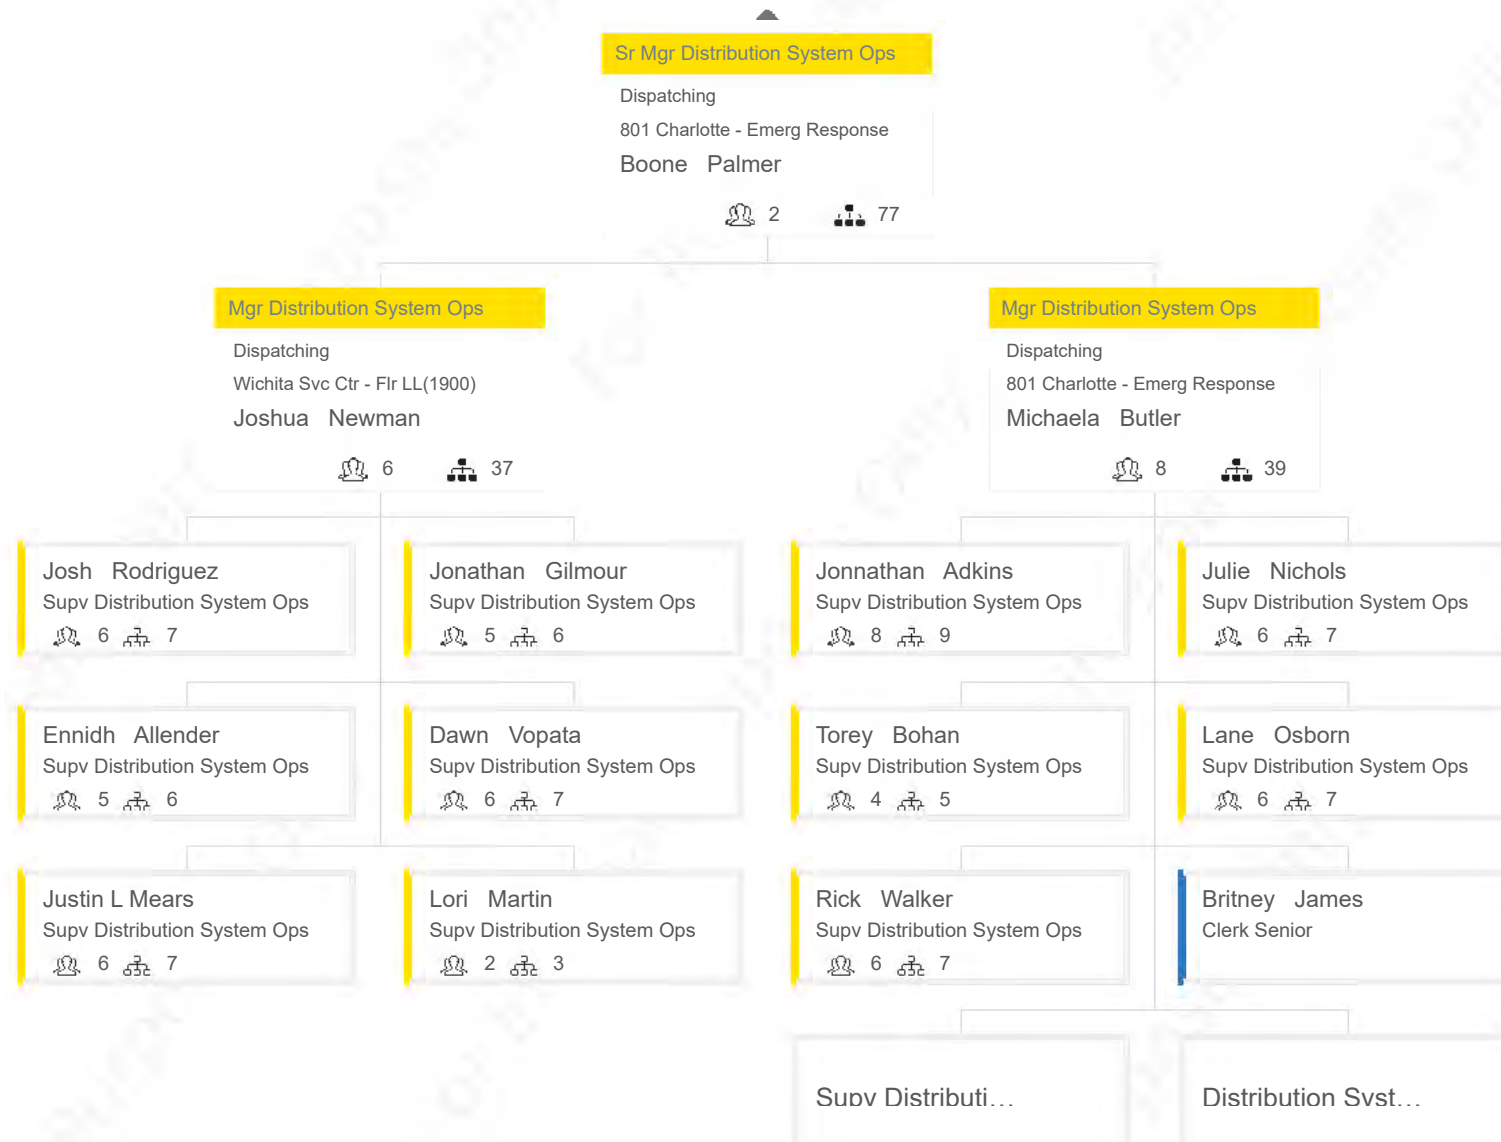 Sr Mgr Distribution System Ops
Dispatching
801 Charlotte - Emerg Response
Boone Palmer
2 77
Mgr Distribution System Ops
Dispatching
Wichita Svc Ctr - Flr LL(1900)
Joshua Newman
6 37
Mgr Distribution System Ops
Dispatching
801 Charlotte - Emerg Response
Michaela Butler
8 39
Josh Rodriguez
Supv Distribution System Ops
6 7
Jonathan Gilmour
Supv Distribution System Ops
5 6
Jonnathan Adkins
Supv Distribution System Ops
8 9
Julie Nichols
Supv Distribution System Ops
6 7
Ennidh Allender
Supv Distribution System Ops
5 6
Dawn Vopata
Supv Distribution System Ops
6 7
Torey Bohan
Supv Distribution System Ops
4 5
Lane Osborn
Supv Distribution System Ops
6 7
Justin L Mears
Supv Distribution System Ops
6 7
Lori Martin
Supv Distribution System Ops
2 3
Rick Walker
Supv Distribution System Ops
6 7
Britney James
Clerk Senior
Supv Distributi…
Distribution Syst…